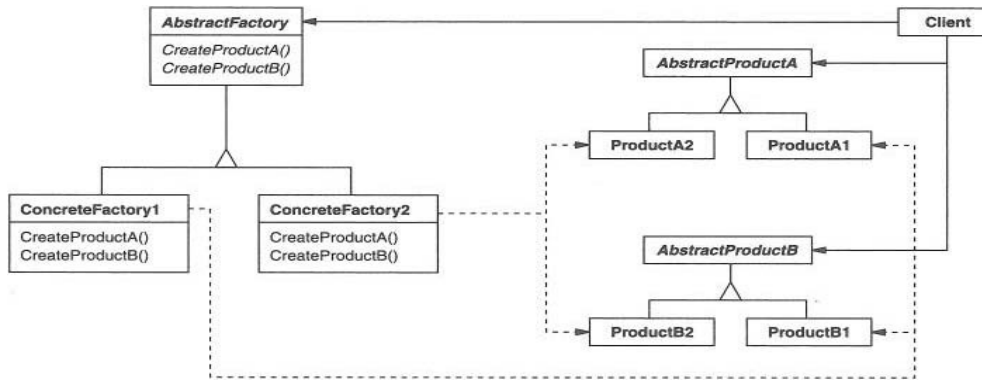 AbstractFactory
CreateProductA()
CreateProductB()
Client
AbstractProductA
ProductA2
ProductA1
ConcreteFactory1
CreateProductA()
CreateProductB()
ConcreteFactory2
CreateProductA()
CreateProductB()
AbstractProductB
ProductB2
ProductB1